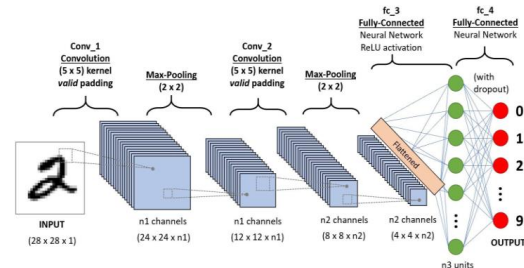 Conv_1
Convolution
(5 x 5) kernel
valid padding
Max-Pooling
(2 x 2)
Conv_2
Convolution
(5 x 5) kernel
valid padding
Max-Pooling
(2 x 2)
fc_3
Fully-Connected
Neural Network
ReLU activation
fc_4
Fully-Connected
Neural Network
(with
dropout)
Flattened
0
1
2
9
INPUT
(28 x 28 x 1)
n1 channels
(24 x 24 x n1)
n1 channels
(12 x 12 x n1)
n2 channels
(8 x 8 x n2)
n2 channels
(4 x 4 x n2)
OUTPUT
n3 units